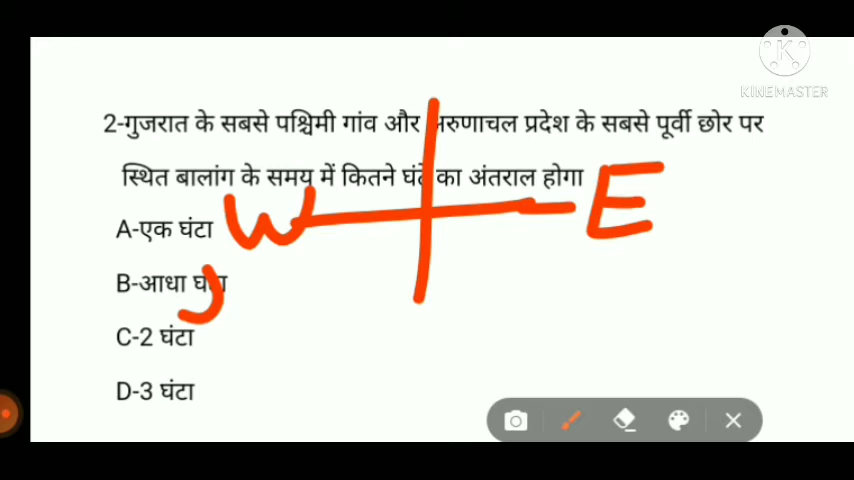 KINEMASTER
2-गुजरात के सबसे पश्चिमी गांव और अरुणाचल प्रदेश के सबसे पूर्वी छोर पर
स्थित बालांग के समय में कितने घंटे का अंतराल होगा
A-एक घंटा
W
E
B-आधा घंटा
C-2 घंटा
D-3 घंटा